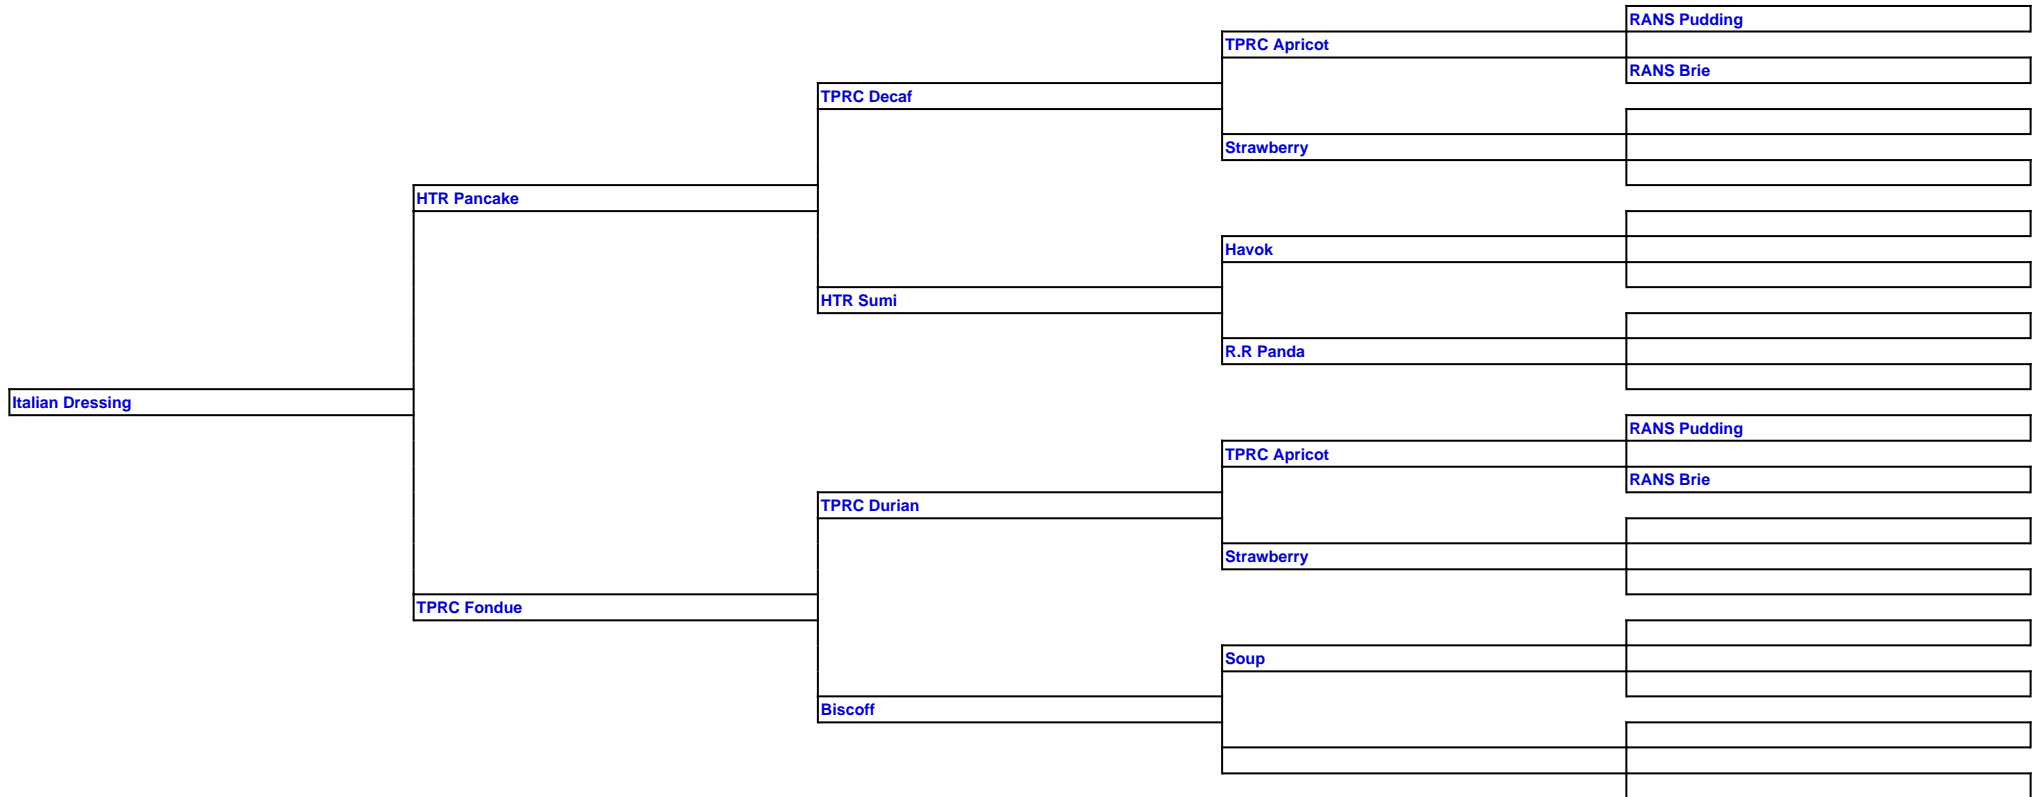 RANS Pudding
TPRC Apricot
RANS Brie
TPRC Decaf
Strawberry
HTR Pancake
Havok
HTR Sumi
R.R Panda
Italian Dressing
RANS Pudding
TPRC Apricot
RANS Brie
TPRC Durian
Strawberry
TPRC Fondue
Soup
Biscoff